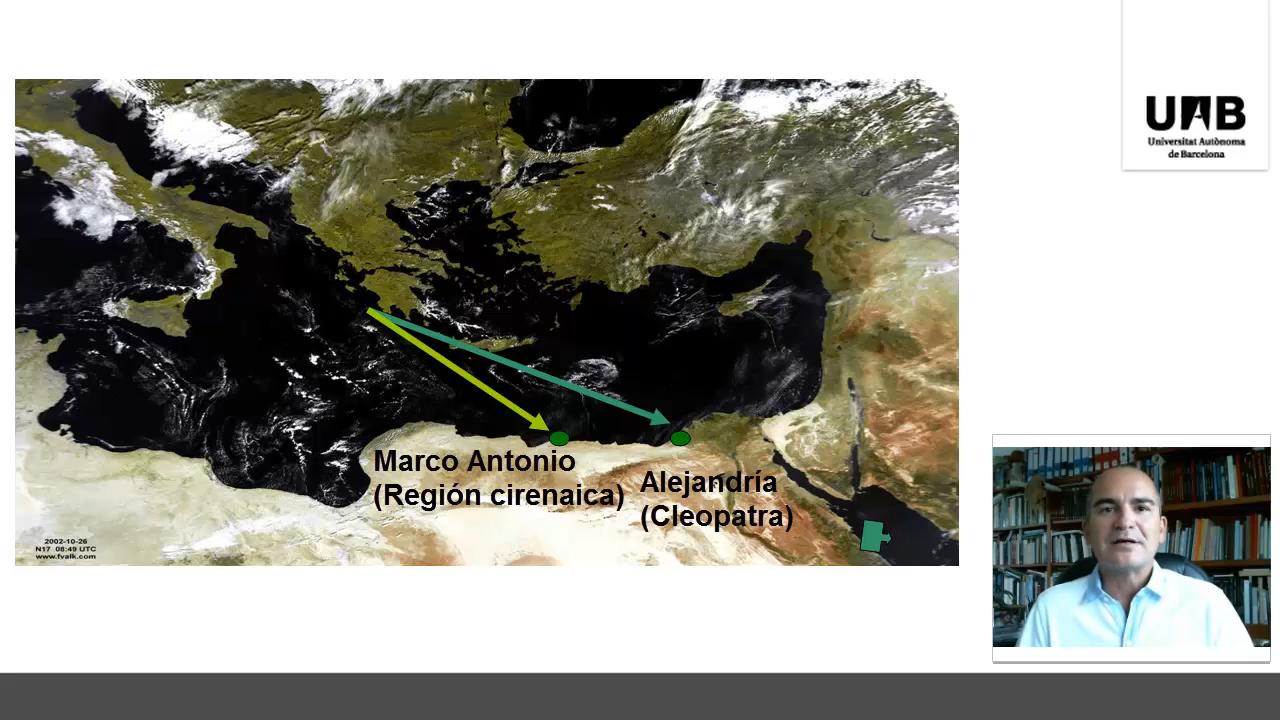 UAB
Universitat Autònoma
de Barcelona
Marco Antonio
(Región cirenaica)
Alejandría
(Cleopatra)
2002-10-26
N17 08:49 UTC
www.fvalk.com